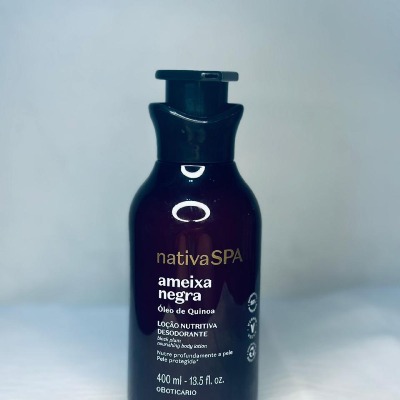 nativaSPA
ameixa
negra
Óleo de Quinoa
LOÇÃO NUTRITIVA
DESODORANTE
black plum
nourishing body lotion
Nutre profundamente a pele
Pele protegida*
400 ml - 13.5 fl. oz.
OBOTICÁRIO